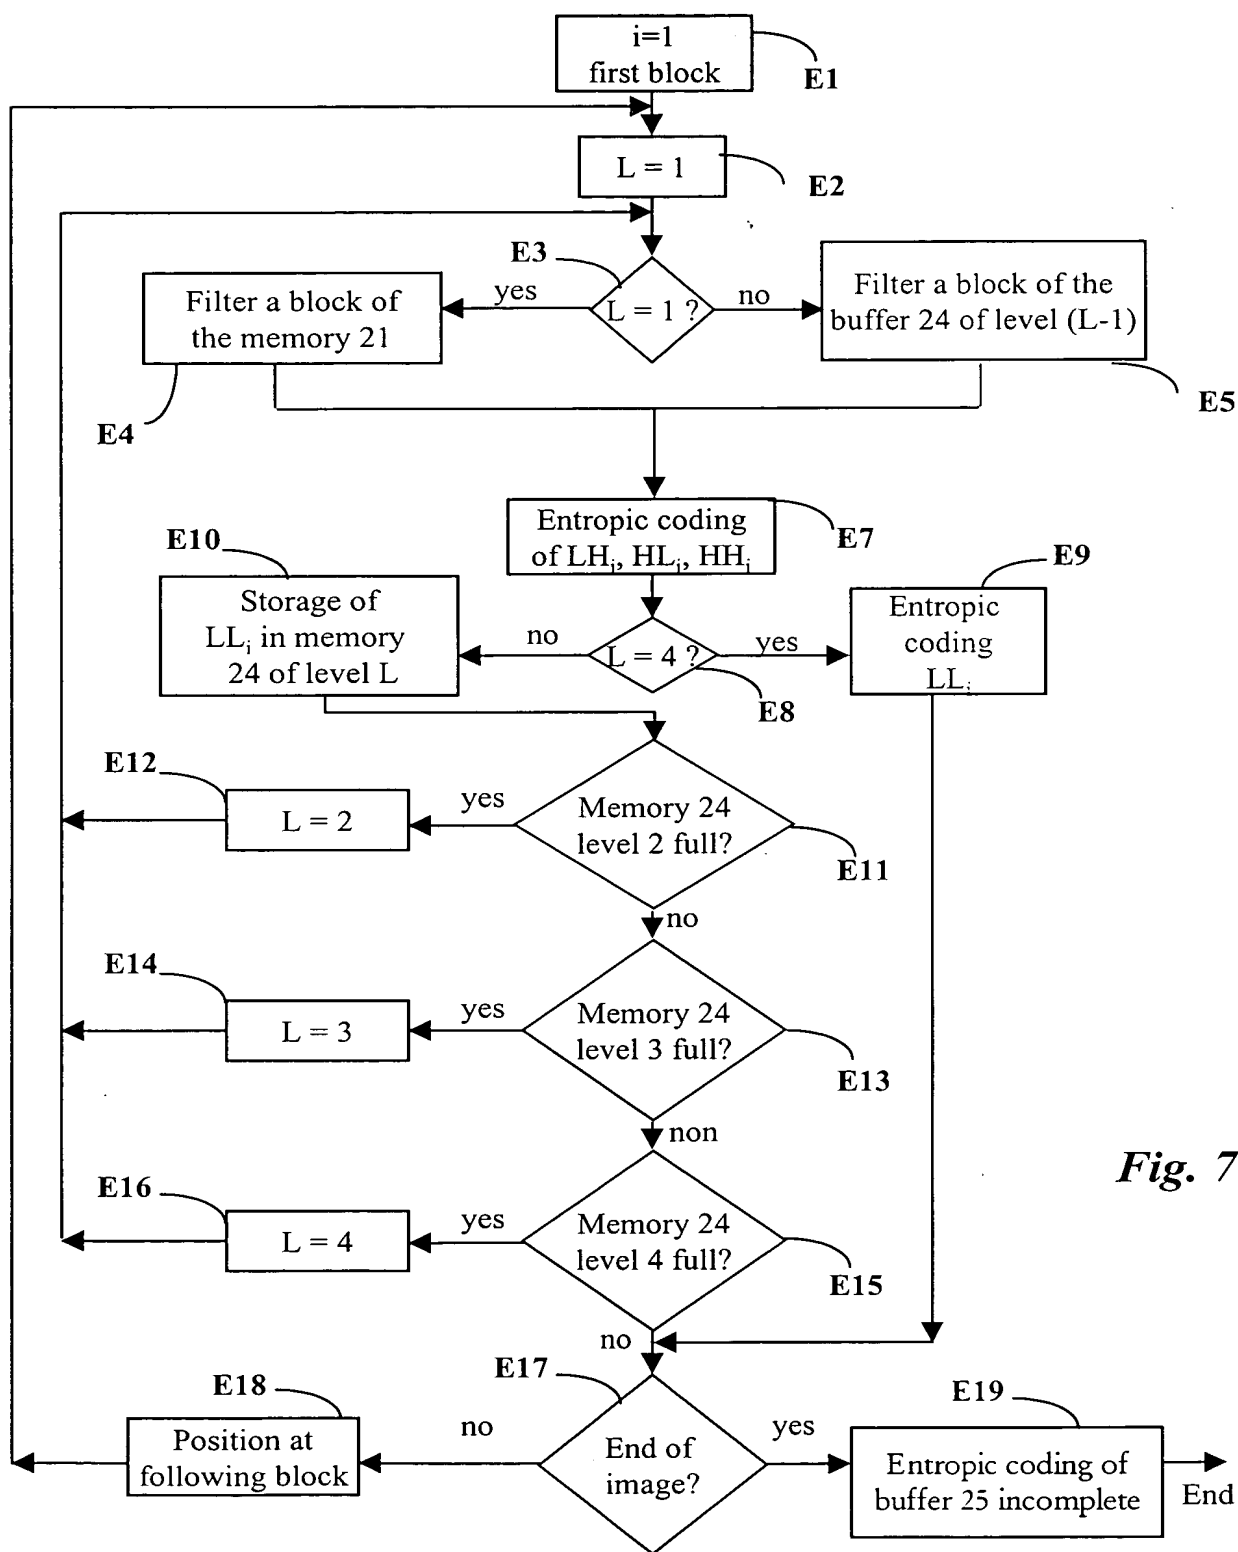 i=1
first block
E1
L = 1
E2
E3
Filter a block of
the memory 21
yes
L = 1 ?
no
Filter a block of the
buffer 24 of level (L-1)
E4
E5
Entropic coding
of LHi, HLi, HHi
E7
E10
E9
Storage of
LLi in memory
24 of level L
no
L = 4 ?
yes
Entropic
coding
LLi
E8
E12
L = 2
yes
Memory 24
level 2 full?
E11
no
E14
L = 3
yes
Memory 24
level 3 full?
E13
non
Fig. 7
E16
L = 4
yes
Memory 24
level 4 full?
E15
no
E17
E18
E19
Position at
following block
no
End of
image?
yes
Entropic coding of
buffer 25 incomplete
End